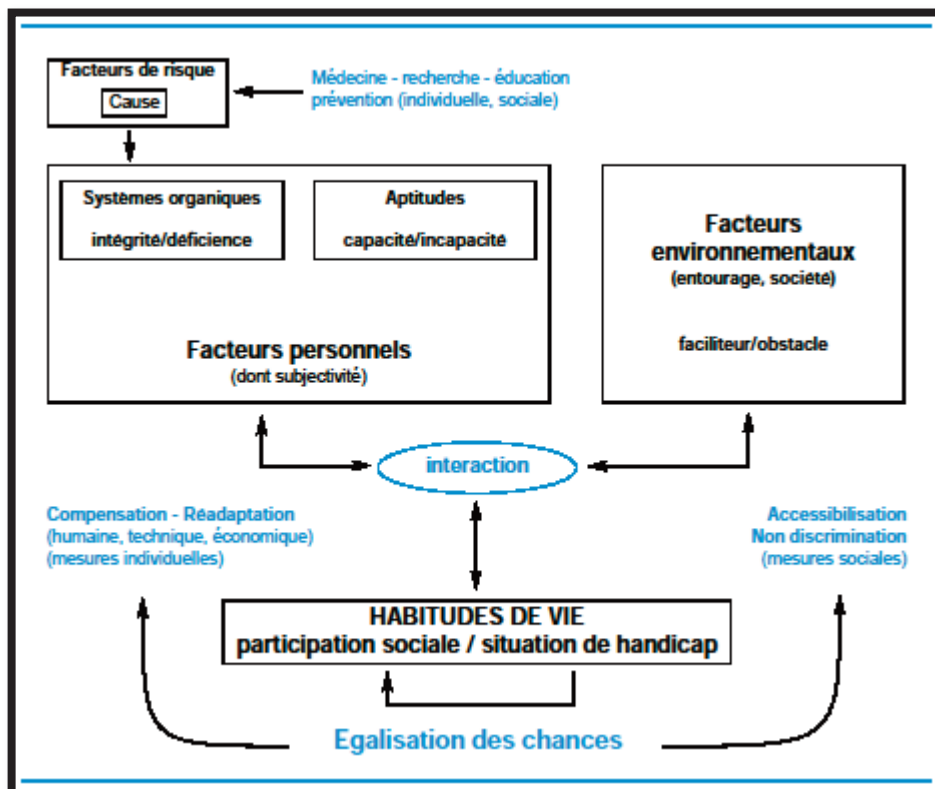 Facteurs de risque
Cause
Médecine - recherche - éducation
prévention (individuelle, sociale)
Systèmes organiques
intégrité/déficience
Aptitudes
capacité/incapacité
Facteurs personnels
(dont subjectivité)
Facteurs
environnementaux
(entourage, société)
faciliteur/obstacle
interaction
Compensation - Réadaptation
(humaine, technique, économique)
(mesures individuelles)
Accessibilisation
Non discrimination
(mesures sociales)
HABITUDES DE VIE
participation sociale / situation de handicap
Egalisation des chances